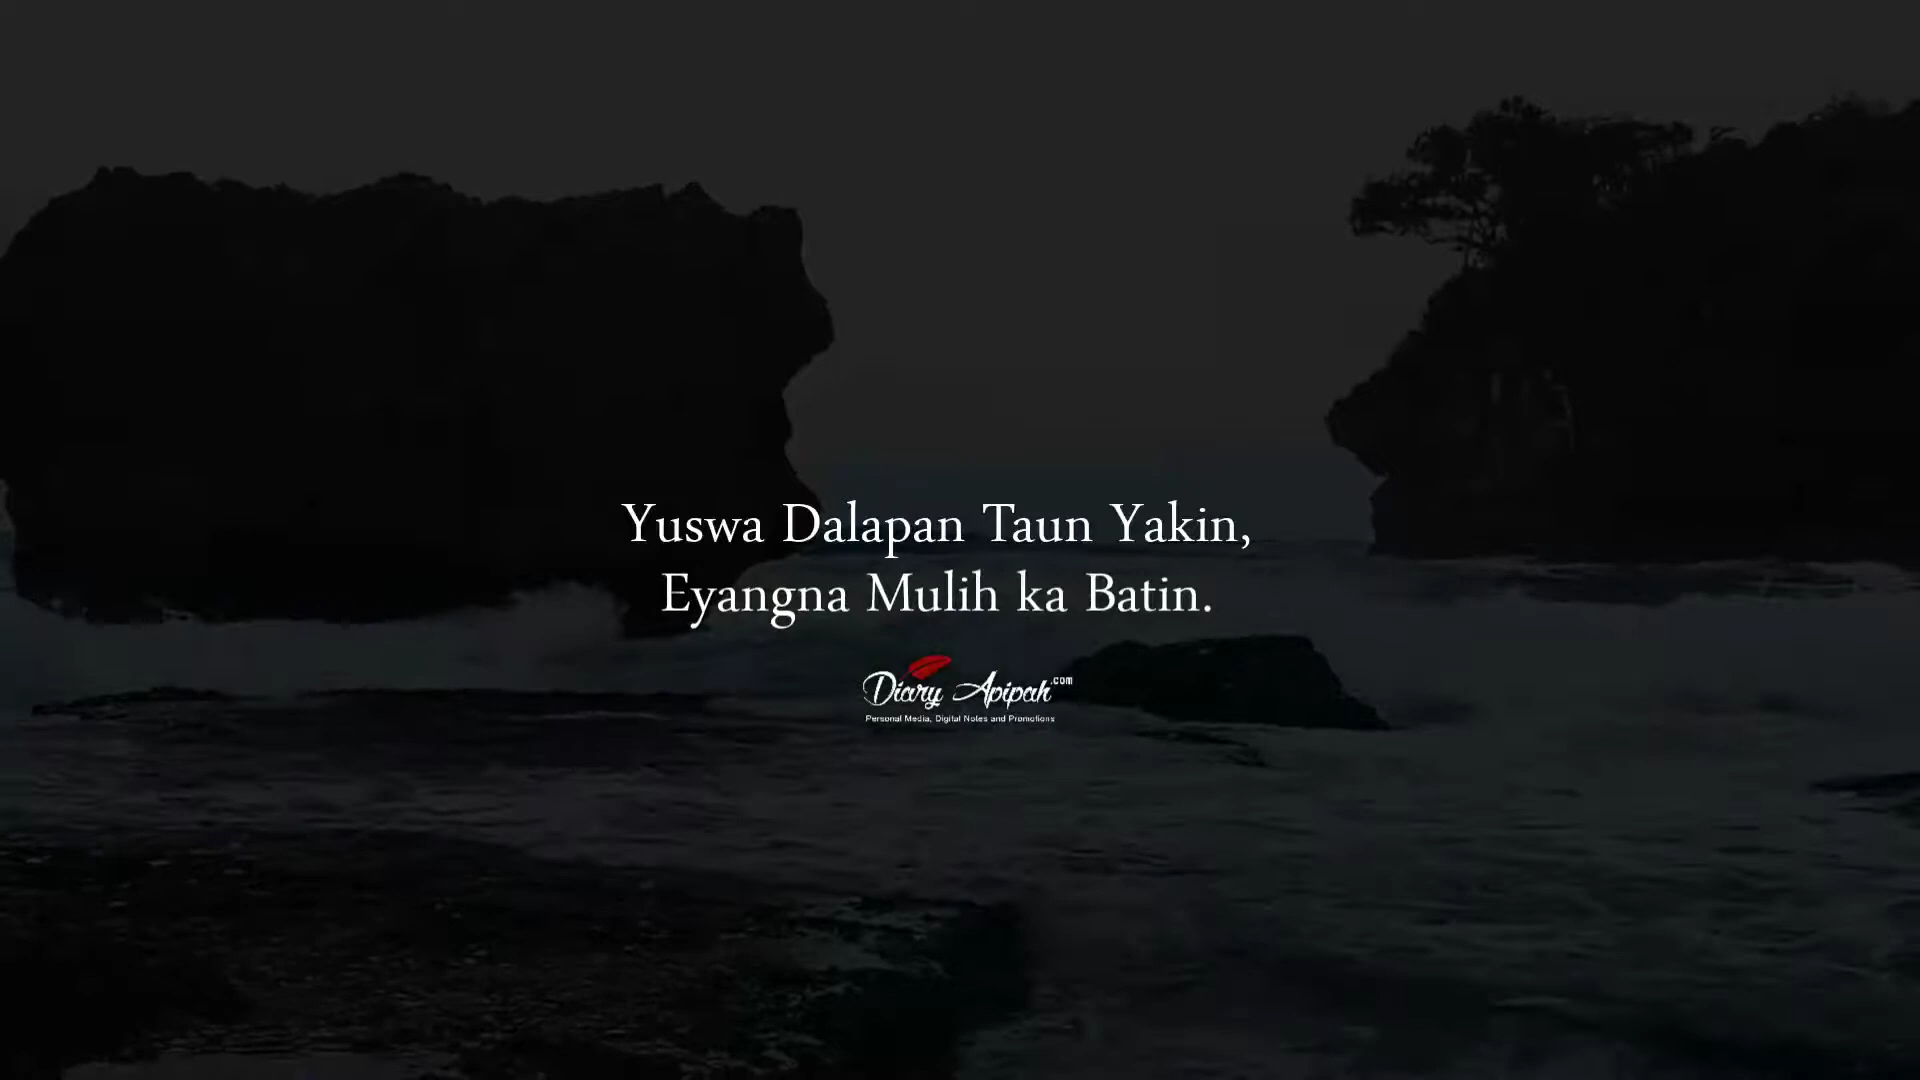 Yuswa Dalapan Taun Yakin,
Eyangna Mulih ka Batin.
Diary Apipah.com
Personal Media, Digital Notes and Promotions